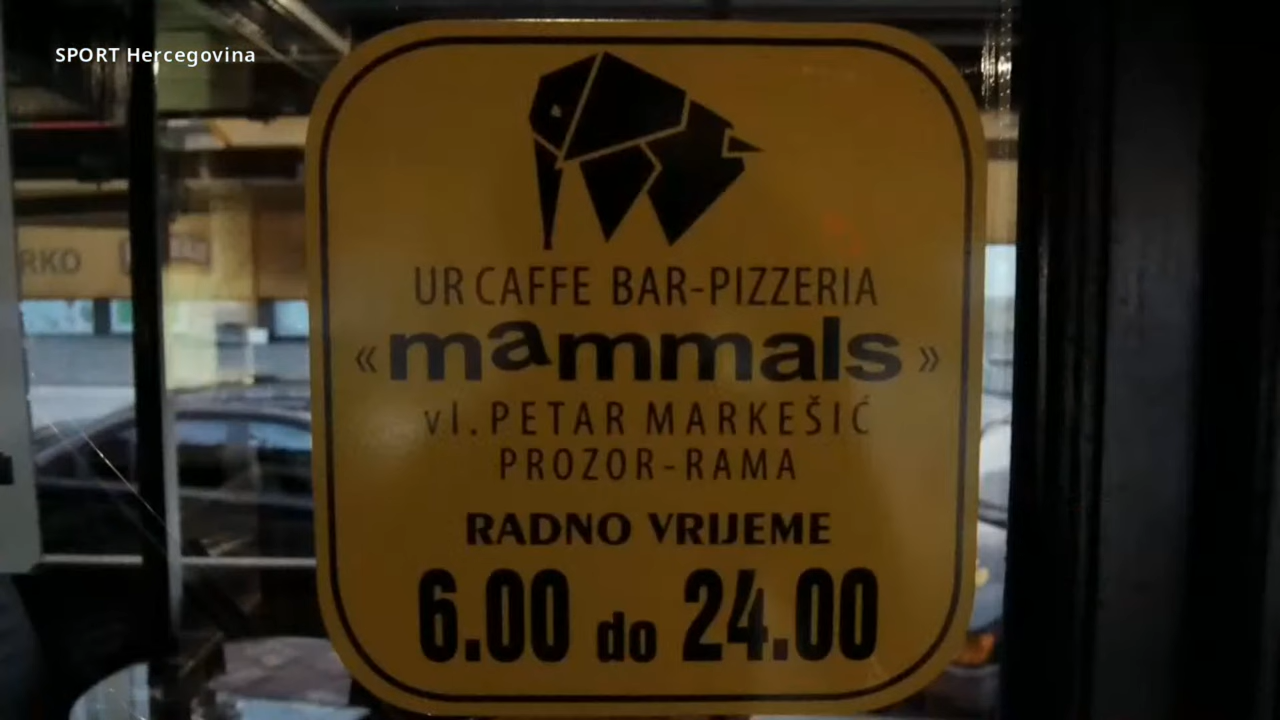 SPORT Hercegovina
UR CAFFE BAR-PIZZERIA
«mammals»
vl. PETAR MARKEŠIĆ
PROZOR-RAMA
RADNO VRIJEME
6.00 do 24.00
RKO